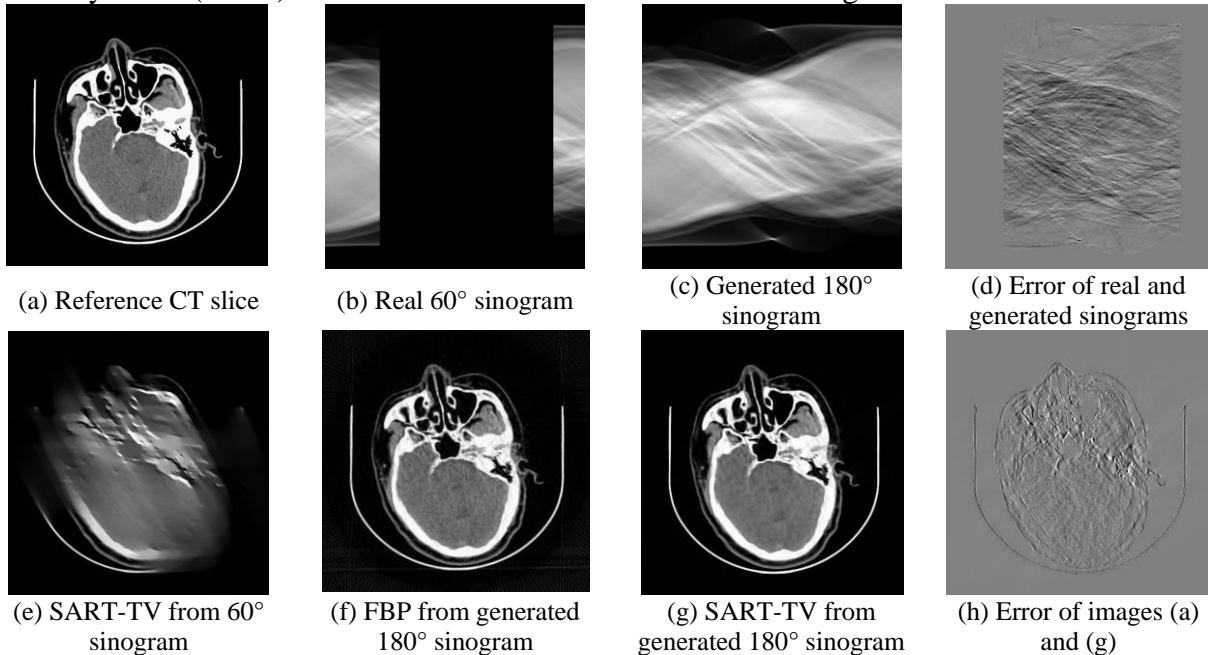 (a) Reference CT slice
(b) Real 60° sinogram
(c) Generated 180°
sinogram
(d) Error of real and
generated sinograms
(e) SART-TV from 60°
sinogram
(f) FBP from generated
180° sinogram
(g) SART-TV from
generated 180° sinogram
(h) Error of images (a)
and (g)